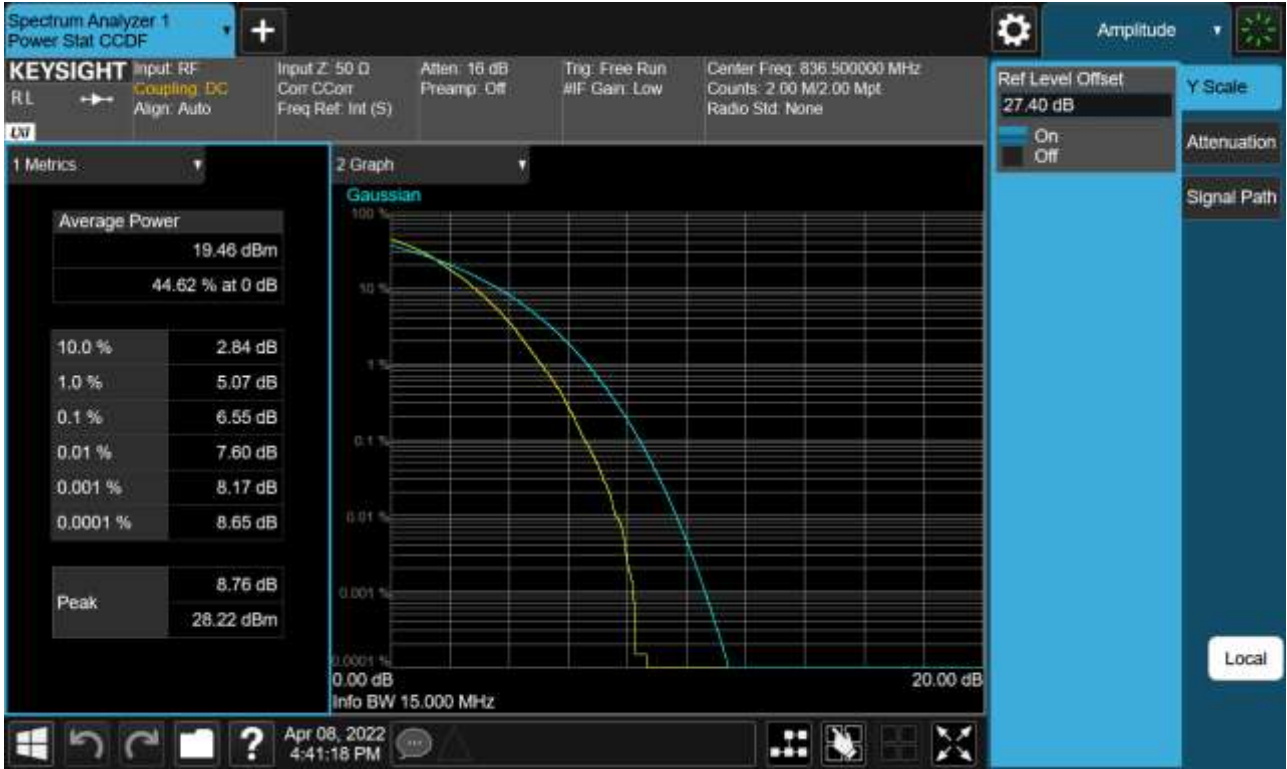 Spectrum Analyzer 1
Power Stat CCDF
Amplitude
KEYSIGHT
RL
LXI
Input: RF
Coupling: DC
Align: Auto
Input Z: 50 Ω
Corr CCorr
Freq Ref: Int (S)
Atten: 16 dB
Preamp: Off
Trig: Free Run
#IF Gain: Low
Center Freq: 836.500000 MHz
Counts: 2.00 M/2.00 Mpt
Radio Std: None
Ref Level Offset
27.40 dB
On
Off
Y Scale
Attenuation
Signal Path
1 Metrics
Average Power
19.46 dBm
44.62 % at 0 dB
10.0 % 2.84 dB
1.0 % 5.07 dB
0.1 % 6.55 dB
0.01 % 7.60 dB
0.001 % 8.17 dB
0.0001 % 8.65 dB
Peak
8.76 dB
28.22 dBm
2 Graph
Gaussian
100 %
10 %
1 %
0.1 %
0.01 %
0.001 %
0.0001 %
0.00 dB 20.00 dB
Info BW 15.000 MHz
Local
?
Apr 08, 2022
4:41:18 PM